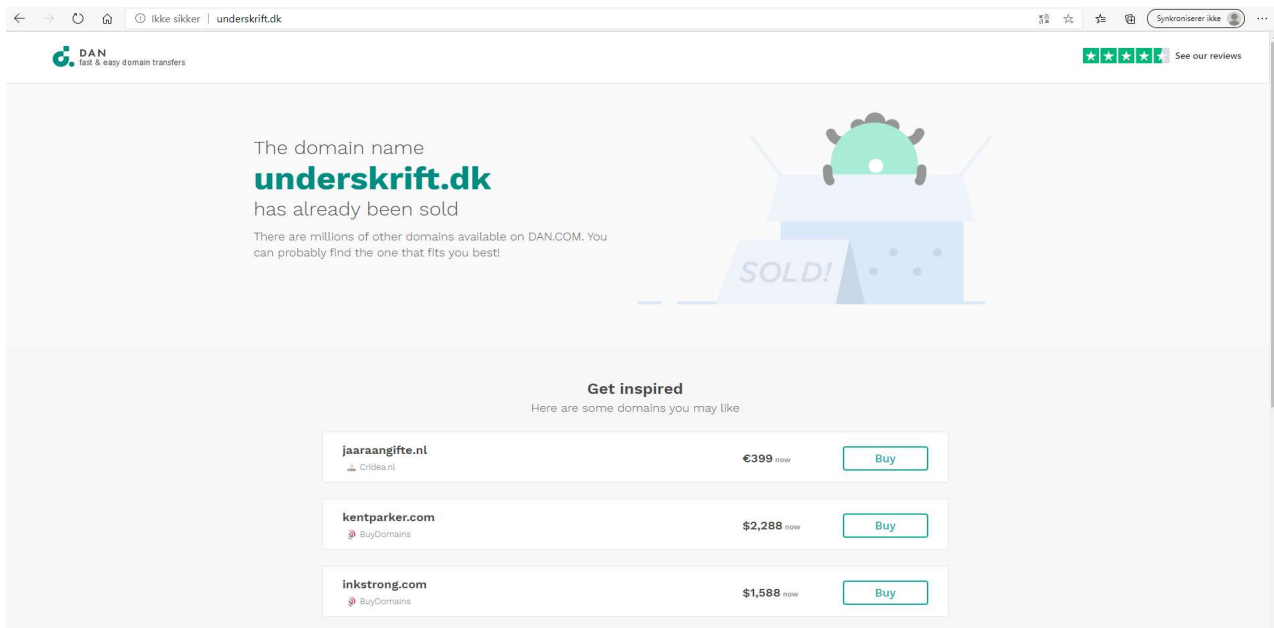 Ikke sikker | underskrift.dk
Synkroniserer ikke
DAN
fast & easy domain transfers
See our reviews
The domain name
underskrift.dk
has already been sold
There are millions of other domains available on DAN.COM. You
can probably find the one that fits you best!
SOLD!
Get inspired
Here are some domains you may like
jaaraangifte.nl
Cridea.nl
€399 now
Buy
kentparker.com
BuyDomains
$2,288 now
Buy
inkstrong.com
BuyDomains
$1,588 now
Buy